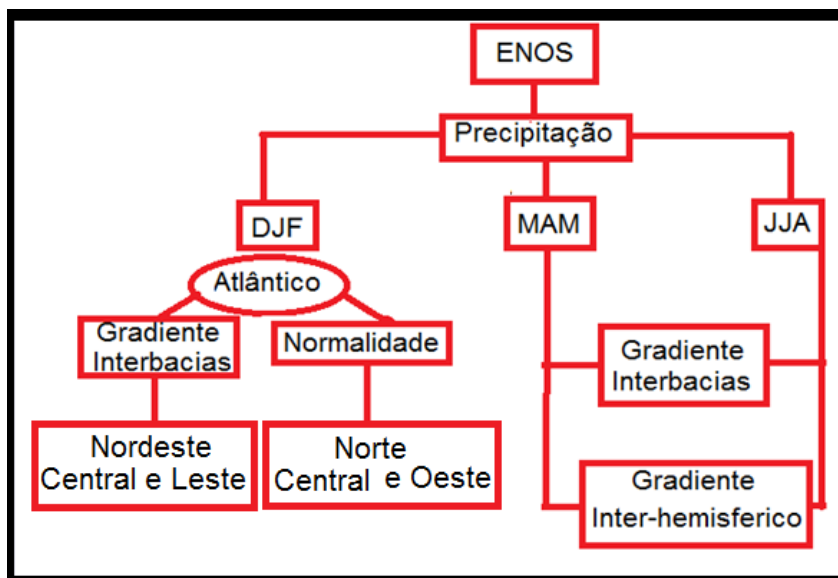 ENOS
Precipitação
DJF
MAM
JJA
Atlântico
Gradiente
Interbacias
Normalidade
Gradiente
Interbacias
Nordeste
Central e Leste
Norte
Central e Oeste
Gradiente
Inter-hemisferico